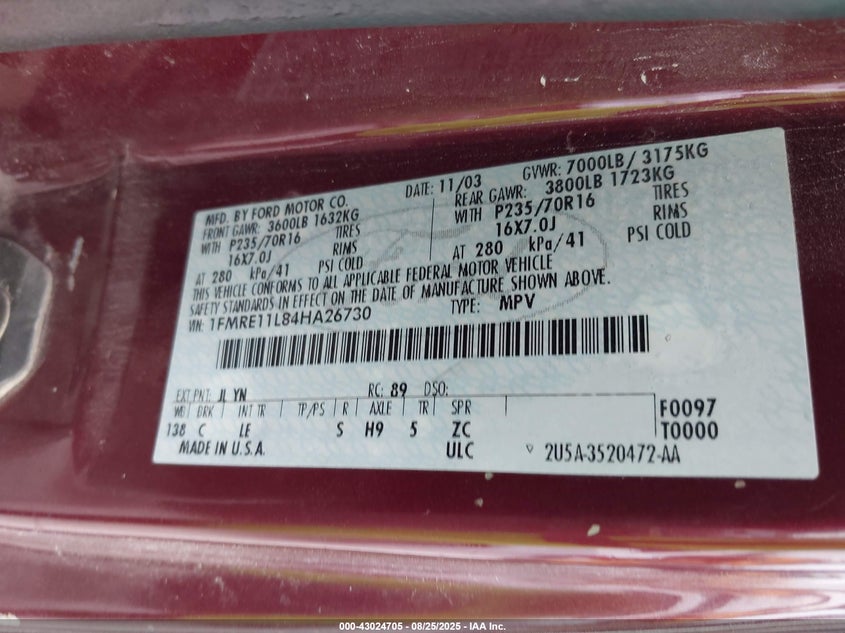 MFD. BY FORD MOTOR CO. DATE: 11/03 GVWR: 7000LB/ 3175KG
FRONT GAWR: 3600LB 1632KG REAR GAWR: 3800LB 1723KG
WITH P235/70R16 TIRES WITH P235/70R16 TIRES
16X7.0J RIMS 16X7.0J RIMS
AT 280 kPa/41 PSI COLD AT 280 kPa/41 PSI COLD
THIS VEHICLE CONFORMS TO ALL APPLICABLE FEDERAL MOTOR VEHICLE
SAFETY STANDARDS IN EFFECT ON THE DATE OF MANUFACTURE SHOWN ABOVE.
VIN: 1FMRE11L84HA26730 TYPE: MPV
EXT PNT: JL YN RC: 89 DSO:
WB BRK INT TR TP/PS R AXLE TR SPR F0097
138 C LE S H9 5 ZC T0000
MADE IN U.S.A. ULC 2U5A-3520472-AA
000-43024705 - 08/25/2025 - IAA Inc.